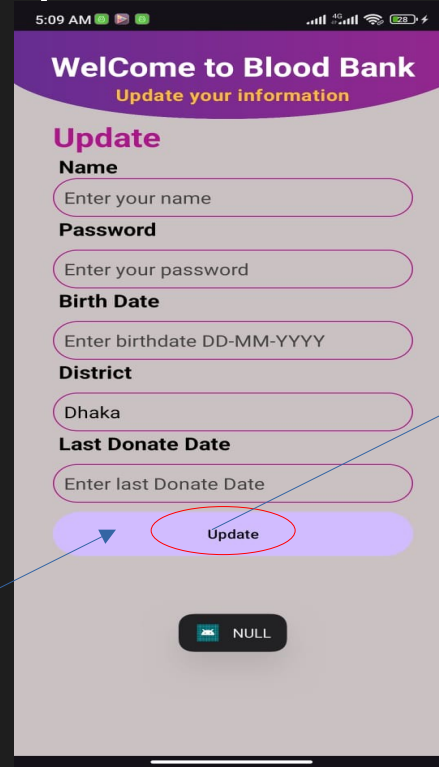 5:09 AM 4G 28
WelCome to Blood Bank
Update your information
Update
Name
Enter your name
Password
Enter your password
Birth Date
Enter birthdate DD-MM-YYYY
District
Dhaka
Last Donate Date
Enter last Donate Date
Update
NULL